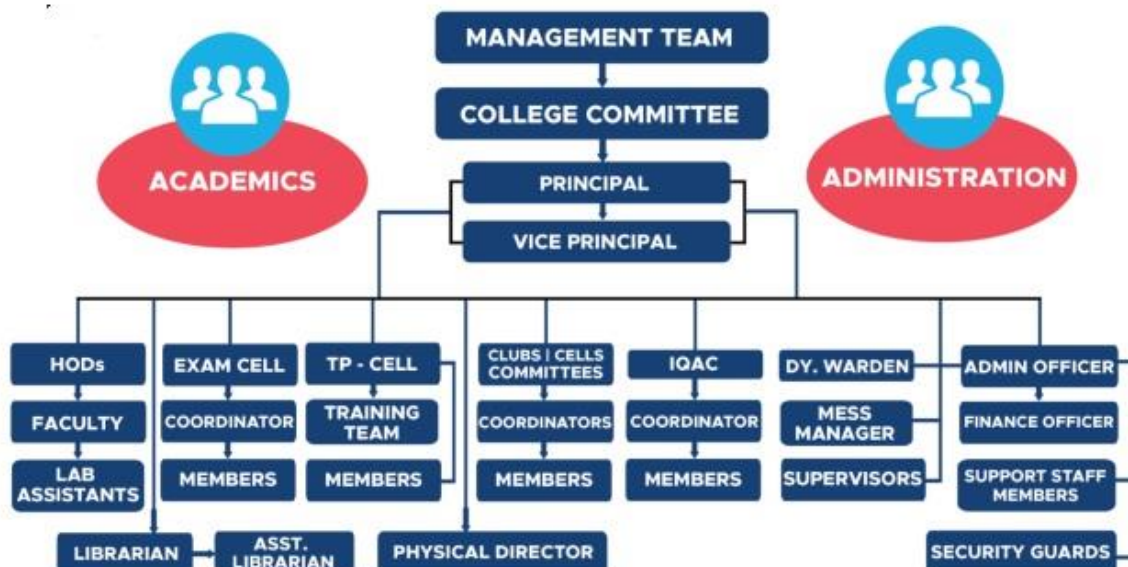 MANAGEMENT TEAM
COLLEGE COMMITTEE
ACADEMICS
PRINCIPAL
ADMINISTRATION
VICE PRINCIPAL
HODs
EXAM CELL
TP - CELL
CLUBS | CELLS
COMMITTEES
IQAC
DY. WARDEN
ADMIN OFFICER
FACULTY
COORDINATOR
TRAINING
TEAM
COORDINATORS
COORDINATOR
MESS
MANAGER
FINANCE OFFICER
LAB
ASSISTANTS
MEMBERS
MEMBERS
MEMBERS
MEMBERS
SUPERVISORS
SUPPORT STAFF
MEMBERS
LIBRARIAN
ASST.
LIBRARIAN
PHYSICAL DIRECTOR
SECURITY GUARDS